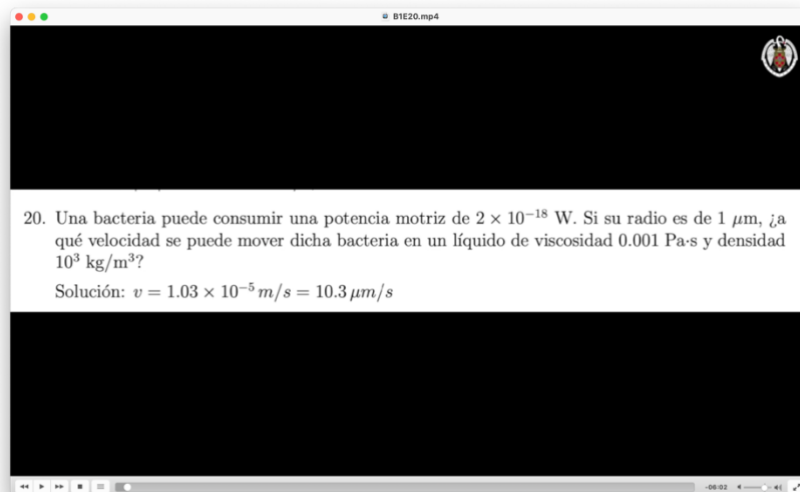 B1E20.mp4
20. Una bacteria puede consumir una potencia motriz de 2 × 10⁻¹⁸ W. Si su radio es de 1 μm, ¿a
qué velocidad se puede mover dicha bacteria en un líquido de viscosidad 0.001 Pa·s y densidad
10³ kg/m³?
Solución: v = 1.03 × 10⁻⁵ m/s = 10.3 μm/s
-06:02